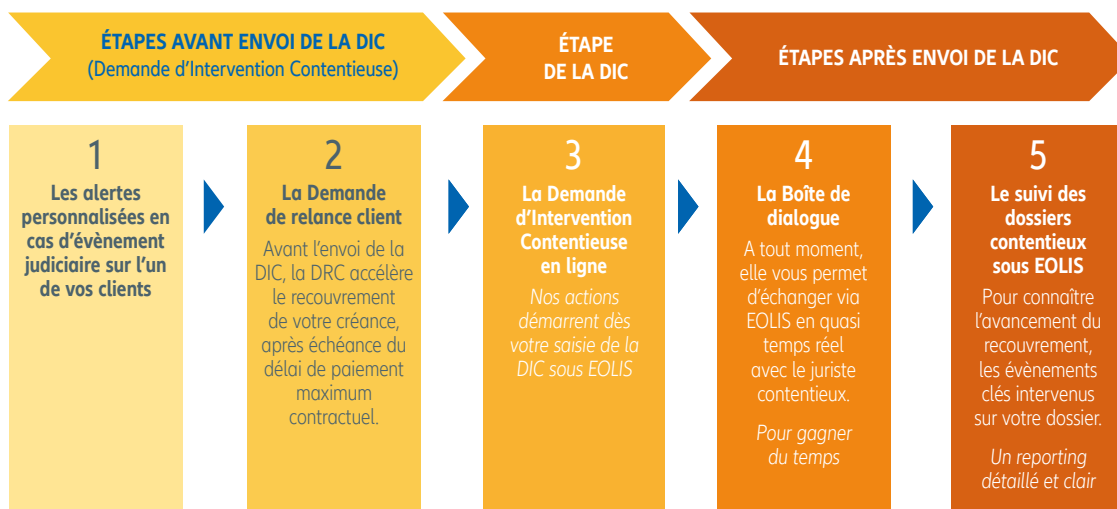 ÉTAPES AVANT ENVOI DE LA DIC
(Demande d'Intervention Contentieuse)
ÉTAPE
DE LA DIC
ÉTAPES APRÈS ENVOI DE LA DIC
1
Les alertes
personnalisées en
cas d'évènement
judiciaire sur l'un
de vos clients
2
La Demande
de relance client
Avant l'envoi de la
DIC, la DRC accélère
le recouvrement
de votre créance,
après échéance du
délai de paiement
maximum
contractuel.
3
La Demande
d'Intervention
Contentieuse
en ligne
Nos actions
démarrent dès
votre saisie de la
DIC sous EOLIS
4
La Boîte de
dialogue
A tout moment,
elle vous permet
d'échanger via
EOLIS en quasi
temps réel
avec le juriste
contentieux.
Pour gagner
du temps
5
Le suivi des
dossiers
contentieux
sous EOLIS
Pour connaître
l'avancement du
recouvrement,
les évènements
clés intervenus
sur votre dossier.
Un reporting
détaillé et clair